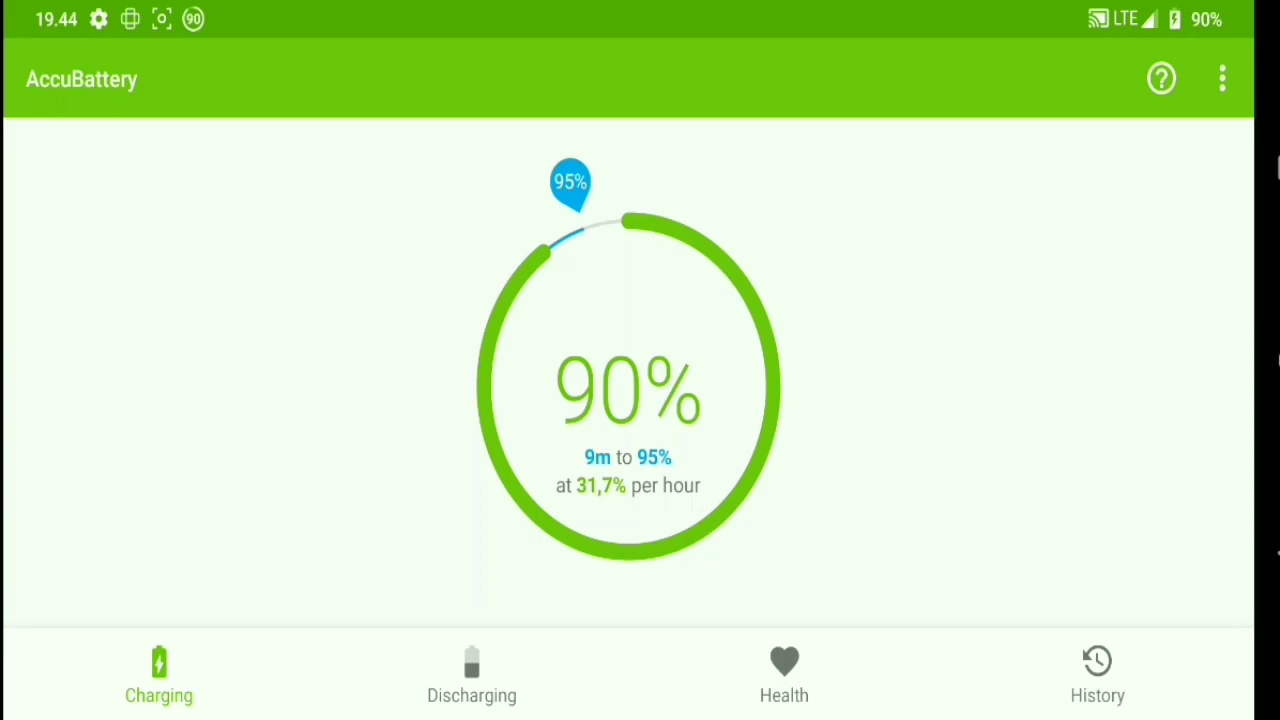 19.44 90 LTE 90%
AccuBattery
95%
90%
9m to 95%
at 31,7% per hour
Charging Discharging Health History